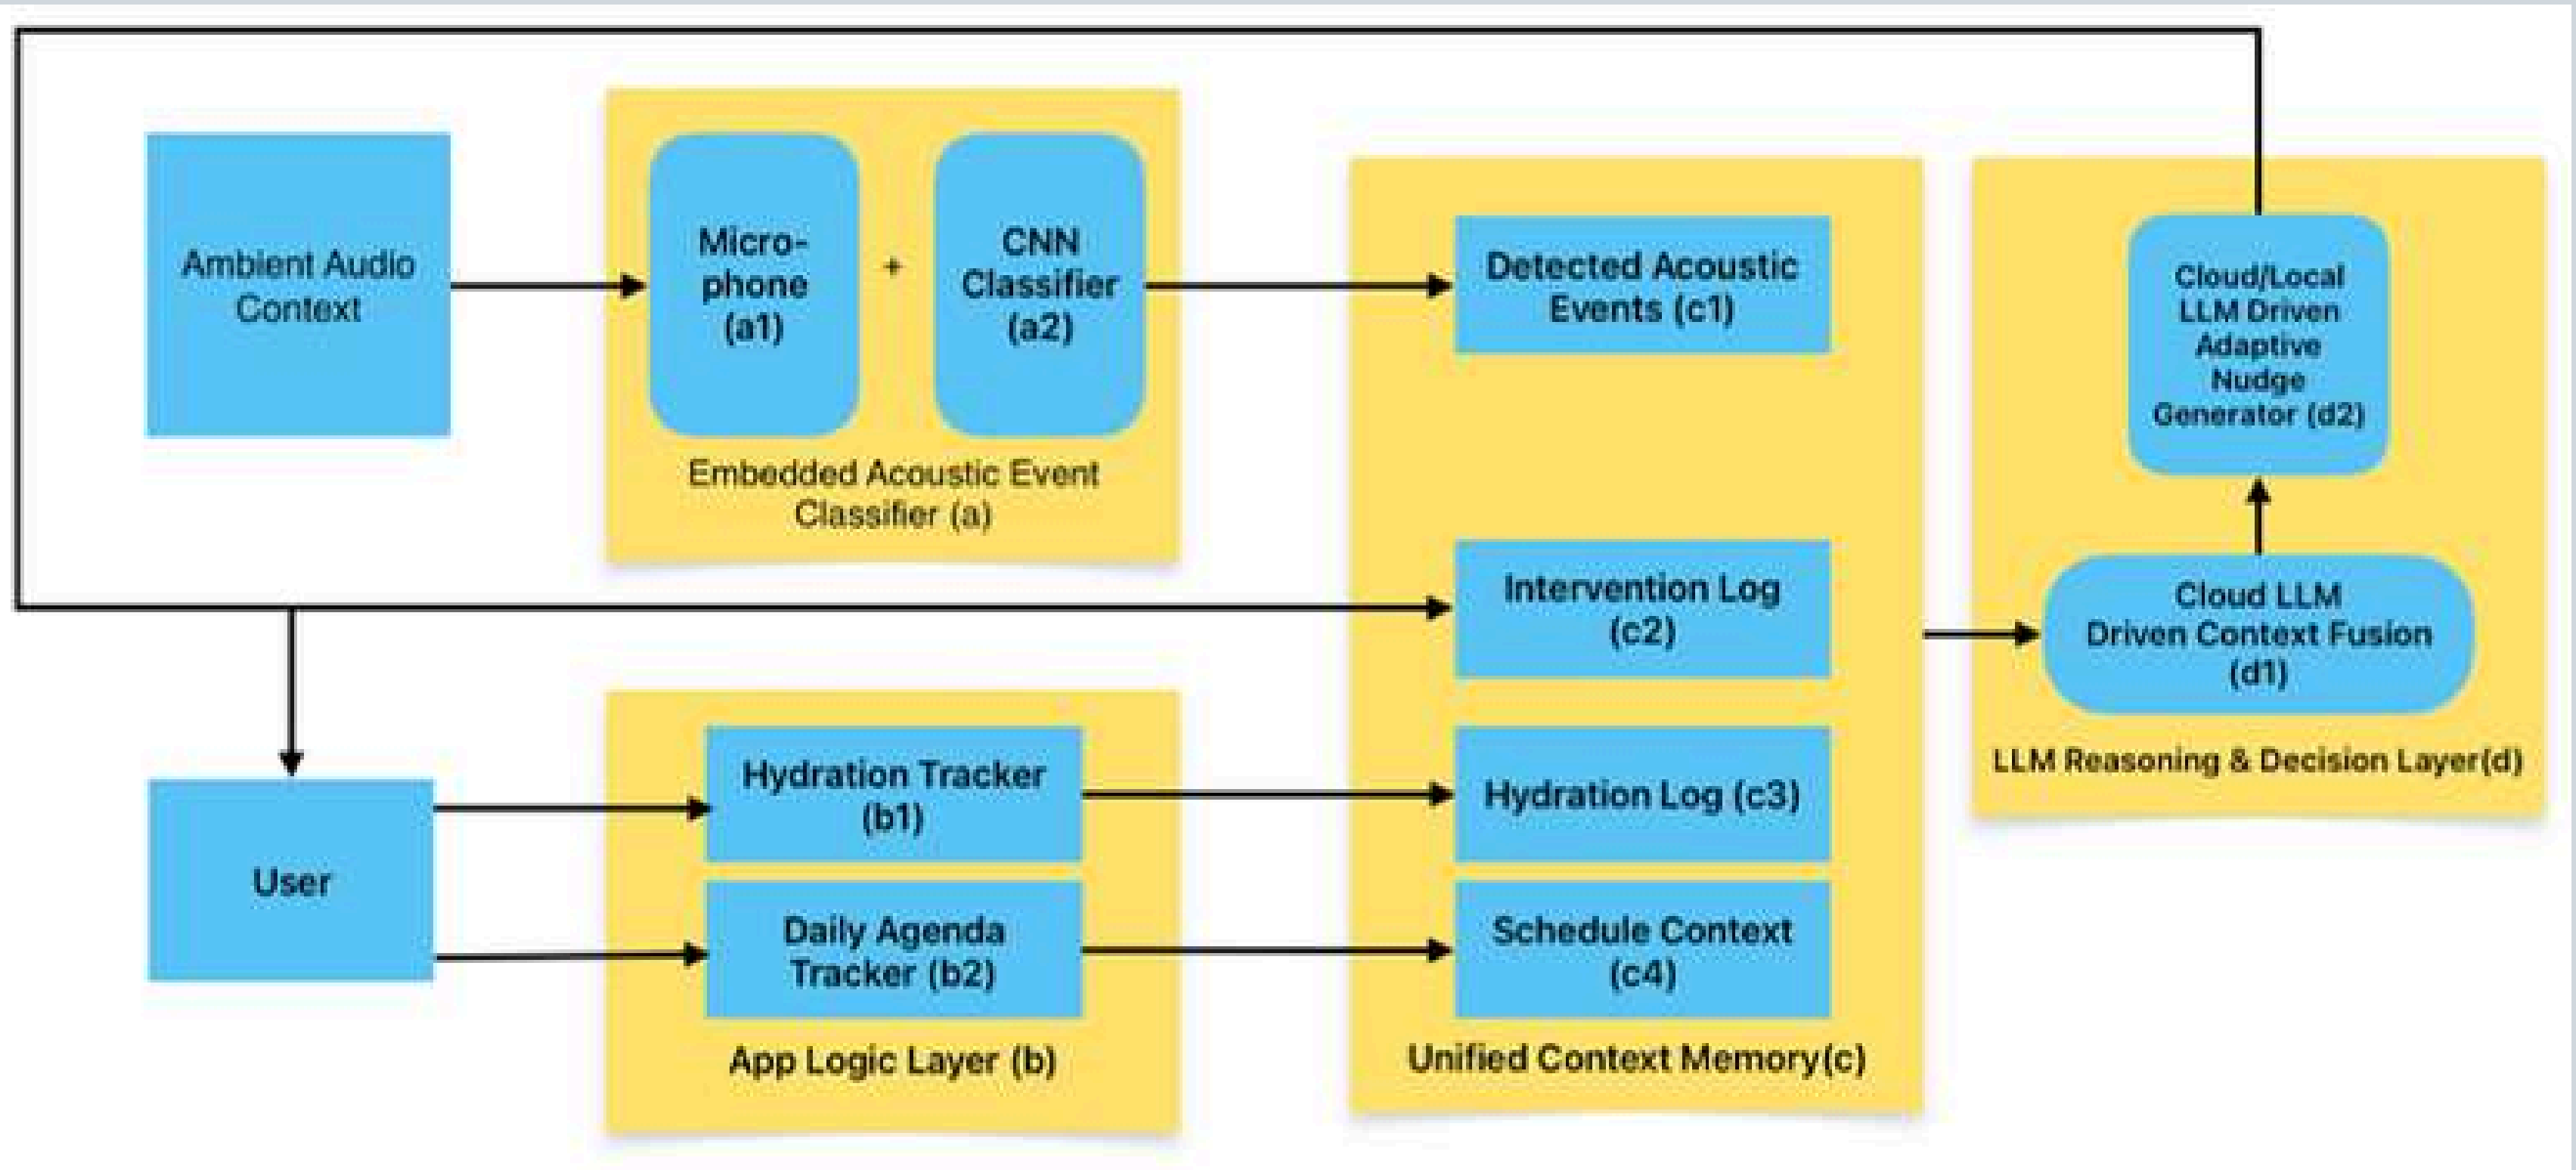 Ambient Audio
Context
Micro-
phone
(a1)
+
CNN
Classifier
(a2)
Embedded Acoustic Event
Classifier (a)
Detected Acoustic
Events (c1)
Intervention Log
(c2)
Hydration Log (c3)
Schedule Context
(c4)
Unified Context Memory(c)
Cloud/Local
LLM Driven
Adaptive
Nudge
Generator (d2)
Cloud LLM
Driven Context Fusion
(d1)
LLM Reasoning & Decision Layer(d)
User
Hydration Tracker
(b1)
Daily Agenda
Tracker (b2)
App Logic Layer (b)